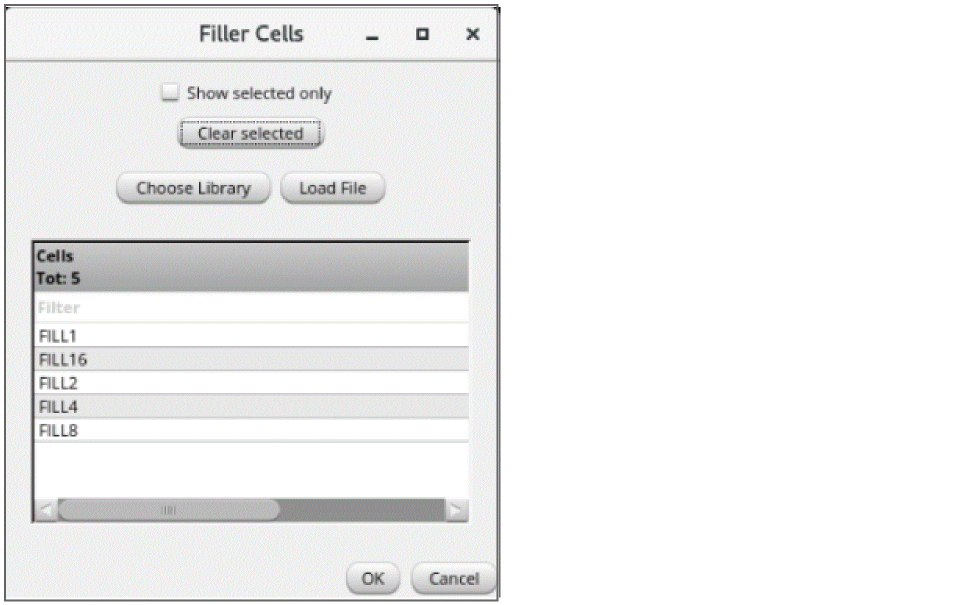 Filler Cells
Show selected only
Clear selected
Choose Library Load File
Cells
Tot: 5
Filter
FILL1
FILL16
FILL2
FILL4
FILL8
OK Cancel